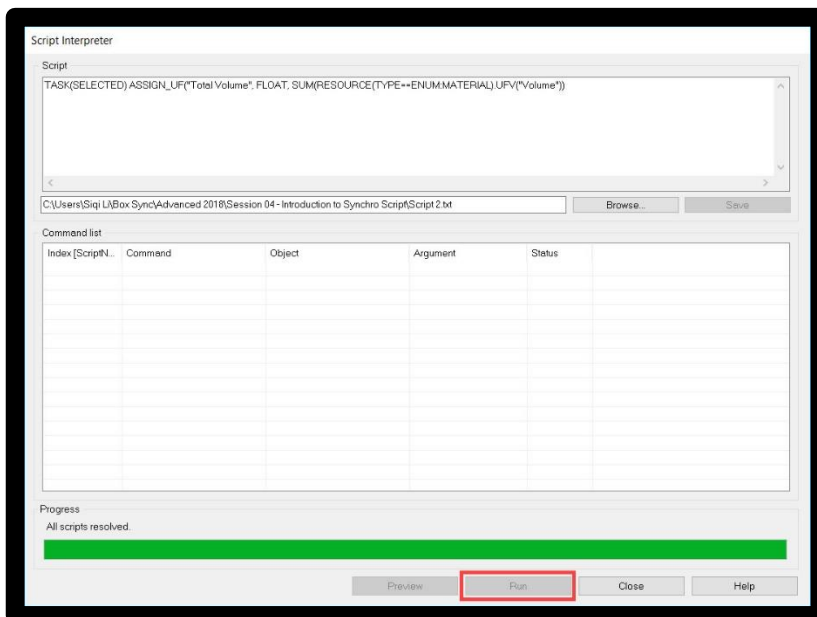 Script Interpreter
Script
TASK(SELECTED) ASSIGN_UF("Total Volume", FLOAT, SUM(RESOURCE(TYPE==ENUM:MATERIAL).UFV("Volume"))
C:\Users\Siqi Li\Box Sync\Advanced 2018\Session 04 - Introduction to Synchro Script\Script 2.txt Browse... Save
Command list
Index [ScriptN... Command Object Argument Status
Progress
All scripts resolved.
Preview Run Close Help